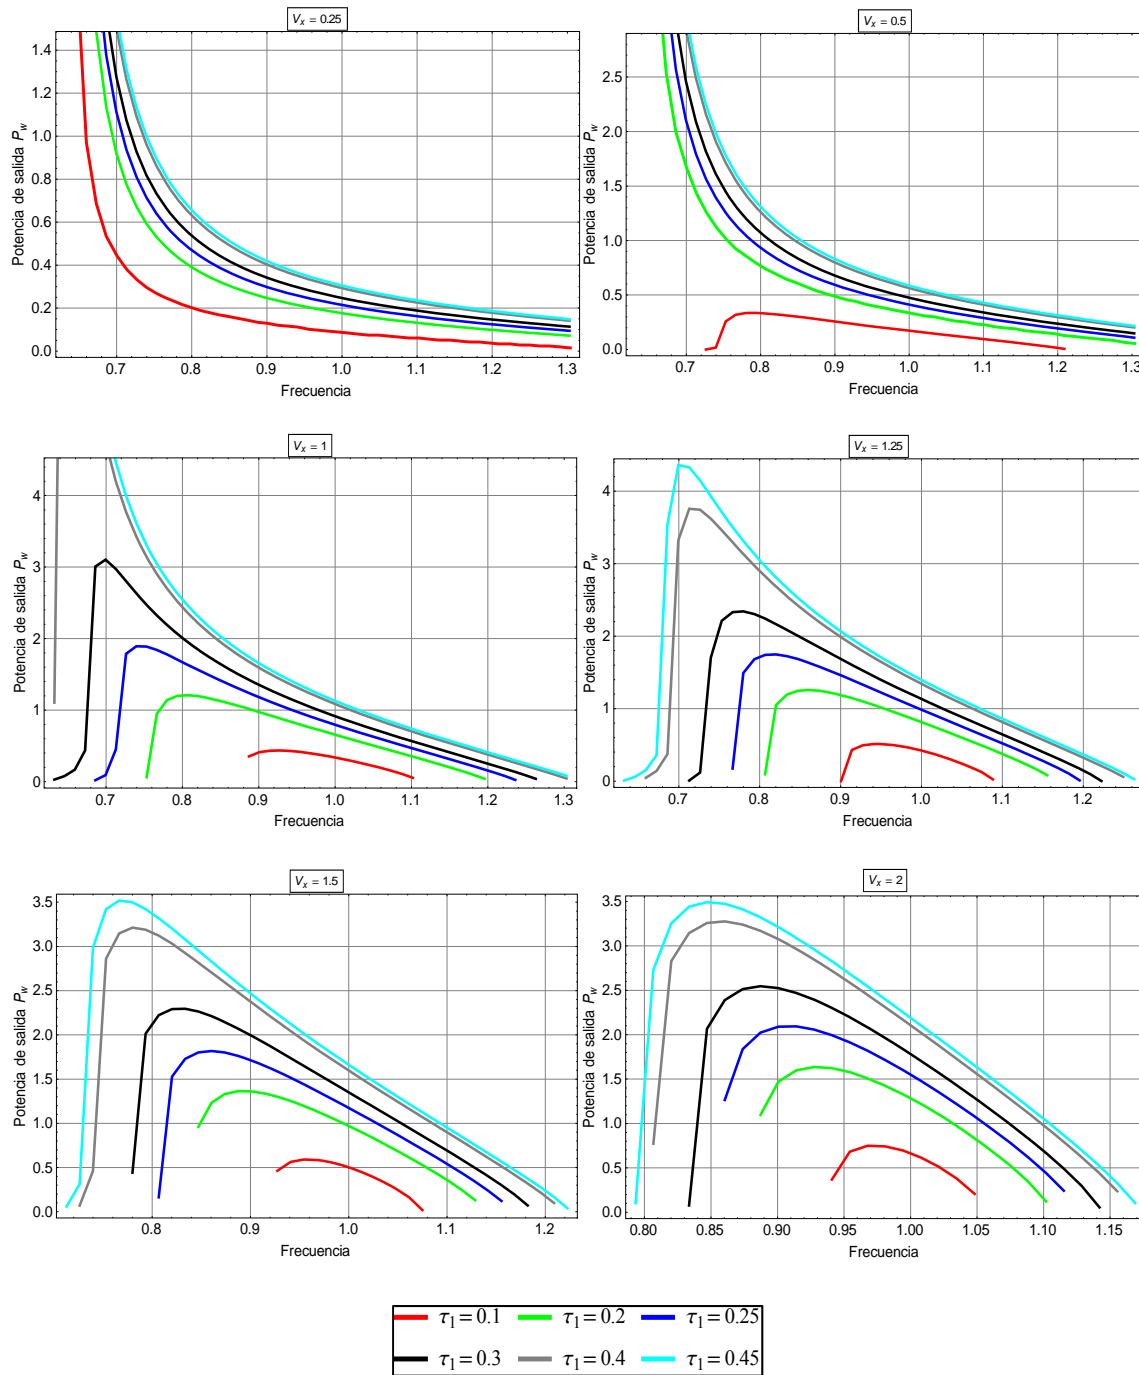 V_x = 0.25
Potencia de salida P_w
1.4
1.2
1.0
0.8
0.6
0.4
0.2
0.0
0.7 0.8 0.9 1.0 1.1 1.2 1.3
Frecuencia
V_x = 0.5
Potencia de salida P_w
2.5
2.0
1.5
1.0
0.5
0.0
0.7 0.8 0.9 1.0 1.1 1.2 1.3
Frecuencia
V_x = 1
Potencia de salida P_w
4
3
2
1
0
0.7 0.8 0.9 1.0 1.1 1.2 1.3
Frecuencia
V_x = 1.25
Potencia de salida P_w
4
3
2
1
0
0.7 0.8 0.9 1.0 1.1 1.2
Frecuencia
V_x = 1.5
Potencia de salida P_w
3.5
3.0
2.5
2.0
1.5
1.0
0.5
0.0
0.8 0.9 1.0 1.1 1.2
Frecuencia
V_x = 2
Potencia de salida P_w
3.5
3.0
2.5
2.0
1.5
1.0
0.5
0.0
0.80 0.85 0.90 0.95 1.00 1.05 1.10 1.15
Frecuencia
τ_1=0.1 τ_1=0.2 τ_1=0.25
τ_1=0.3 τ_1=0.4 τ_1=0.45